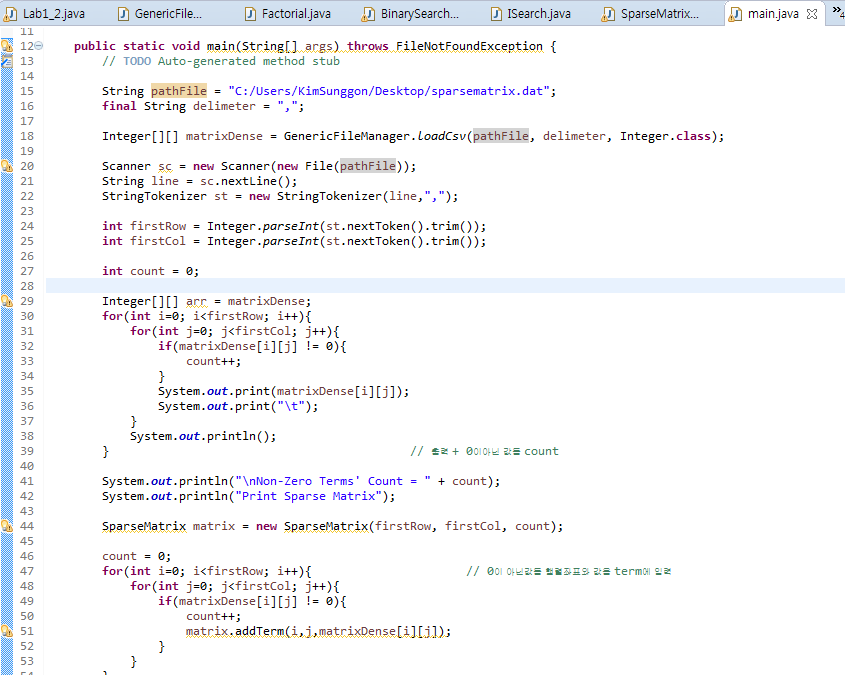 Lab1_2.java GenericFile... Factorial.java BinarySearch... ISearch.java SparseMatrix... main.java »4
11
12 public static void main(String[] args) throws FileNotFoundException {
13 // TODO Auto-generated method stub
14
15 String pathFile = "C:/Users/KimSunggon/Desktop/sparsematrix.dat";
16 final String delimeter = ",";
17
18 Integer[][] matrixDense = GenericFileManager.loadCsv(pathFile, delimeter, Integer.class);
19
20 Scanner sc = new Scanner(new File(pathFile));
21 String line = sc.nextLine();
22 StringTokenizer st = new StringTokenizer(line,",");
23
24 int firstRow = Integer.parseInt(st.nextToken().trim());
25 int firstCol = Integer.parseInt(st.nextToken().trim());
26
27 int count = 0;
28
29 Integer[][] arr = matrixDense;
30 for(int i=0; i<firstRow; i++){
31 for(int j=0; j<firstCol; j++){
32 if(matrixDense[i][j] != 0){
33 count++;
34 }
35 System.out.print(matrixDense[i][j]);
36 System.out.print("\t");
37 }
38 System.out.println();
39 } // 출력 + 0이아닌 값들 count
40
41 System.out.println("\nNon-Zero Terms' Count = " + count);
42 System.out.println("Print Sparse Matrix");
43
44 SparseMatrix matrix = new SparseMatrix(firstRow, firstCol, count);
45
46 count = 0;
47 for(int i=0; i<firstRow; i++){ // 0이 아닌값들 행렬좌표와 값을 term에 입력
48 for(int j=0; j<firstCol; j++){
49 if(matrixDense[i][j] != 0){
50 count++;
51 matrix.addTerm(i,j,matrixDense[i][j]);
52 }
53 }